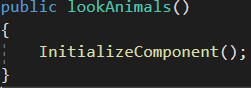 public lookAnimals()
{
    InitializeComponent();
}